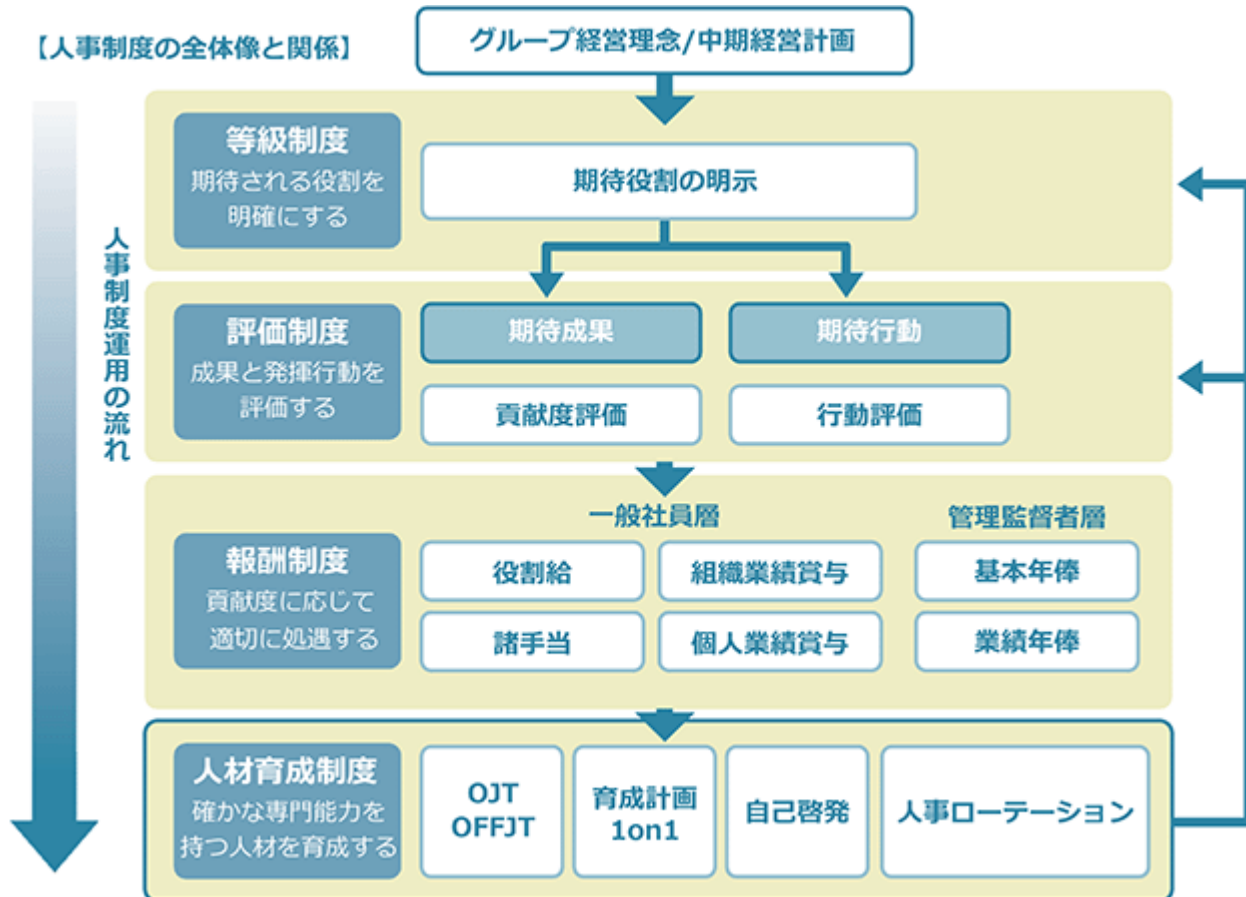 【人事制度の全体像と関係】
グループ経営理念/中期経営計画
人事制度運用の流れ
等級制度
期待される役割を
明確にする
期待役割の明示
評価制度
成果と発揮行動を
評価する
期待成果
期待行動
貢献度評価
行動評価
報酬制度
貢献度に応じて
適切に処遇する
一般社員層
管理監督者層
役割給
組織業績賞与
基本年俸
諸手当
個人業績賞与
業績年俸
人材育成制度
確かな専門能力を
持つ人材を育成する
OJT
OFFJT
育成計画
1on1
自己啓発
人事ローテーション